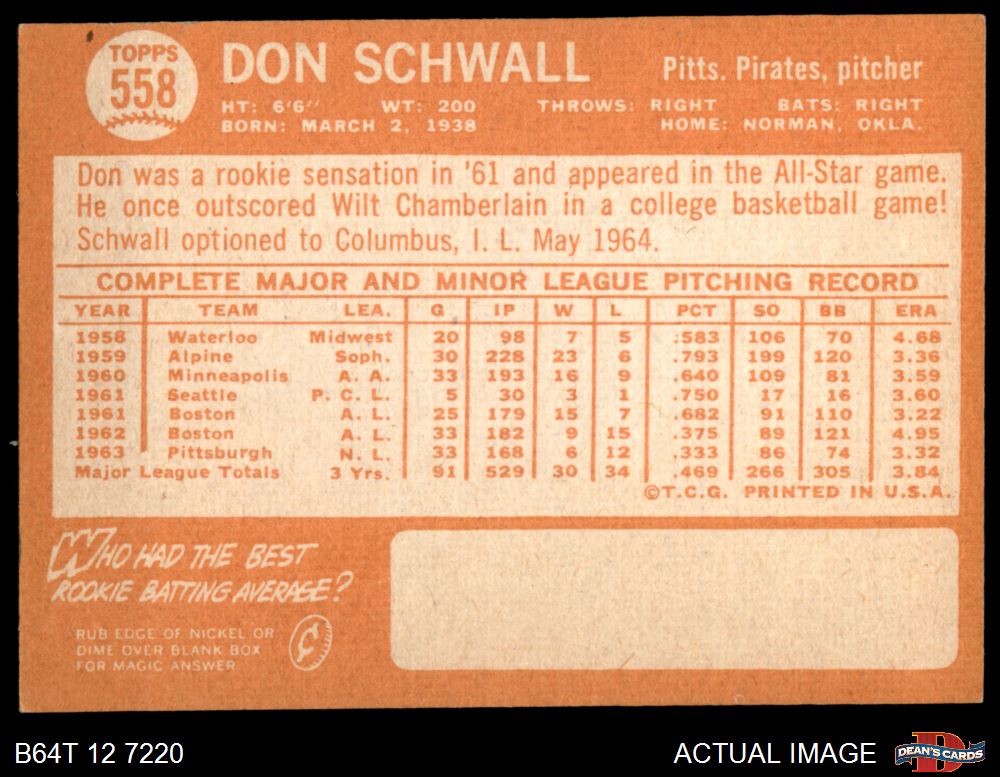 TOPPS
558
DON SCHWALL
Pitts. Pirates, pitcher
HT: 6'6" WT: 200 THROWS: RIGHT BATS: RIGHT
BORN: MARCH 2, 1938 HOME: NORMAN, OKLA.
Don was a rookie sensation in '61 and appeared in the All-Star game.
He once outscored Wilt Chamberlain in a college basketball game!
Schwall optioned to Columbus, I. L. May 1964.
COMPLETE MAJOR AND MINOR LEAGUE PITCHING RECORD
YEAR TEAM LEA. G IP W L PCT SO BB ERA
1958 Waterloo Midwest 20 98 7 5 .583 106 70 4.68
1959 Alpine Soph. 30 228 23 6 .793 199 120 3.36
1960 Minneapolis A. A. 33 193 16 9 .640 109 81 3.59
1961 Seattle P. C. L. 5 30 3 1 .750 17 16 3.60
1961 Boston A. L. 25 179 15 7 .682 91 110 3.22
1962 Boston A. L. 33 182 9 15 .375 89 121 4.95
1963 Pittsburgh N. L. 33 168 6 12 .333 86 74 3.32
Major League Totals 3 Yrs. 91 529 30 34 .469 266 305 3.84
©T.C.G. PRINTED IN U.S.A.
WHO HAD THE BEST
ROOKIE BATTING AVERAGE?
RUB EDGE OF NICKEL OR
DIME OVER BLANK BOX
FOR MAGIC ANSWER
¢
B64T 12 7220
ACTUAL IMAGE
D
DEAN'S CARDS